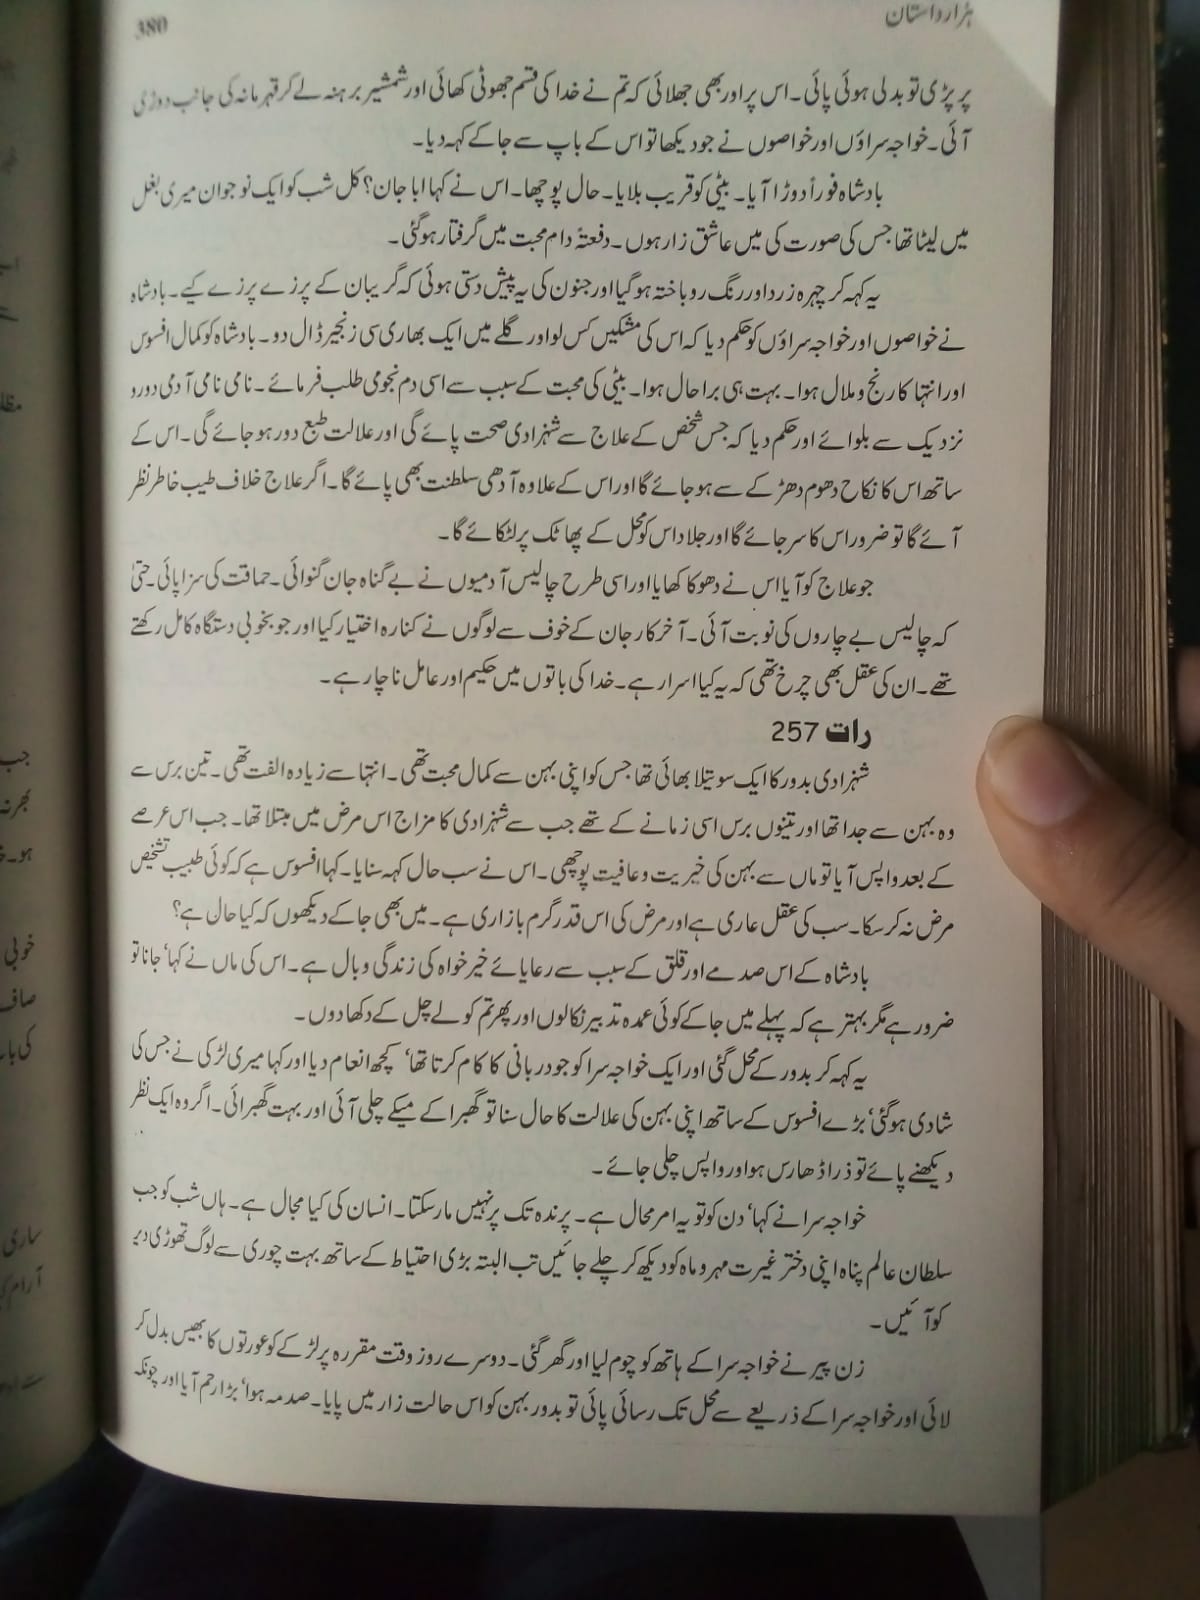 ہزار داستان
380
پر پڑی تو بدلی ہوئی پائی۔ اس پر اور بھی جھلائی کہ تم نے خدا کی قسم جھوٹی کھائی اور شمشیر برہنہ لے کر قہرمانہ کی جانب دوڑی
آئی۔ خواجہ سراؤں اور خواصوں نے جو دیکھا تو اس کے باپ سے جا کے کہہ دیا۔
بادشاہ فوراً دوڑا آیا۔ بیٹی کو قریب بلایا۔ حال پوچھا۔ اس نے کہا ابا جان؟ کل شب کو ایک نوجوان میری بغل
میں لیٹا تھا جس کی صورت کی میں عاشق زار ہوں۔ دفعتہً دام محبت میں گرفتار ہوگئی۔
یہ کہہ کر چہرہ زرد اور رنگ رو باختہ ہوگیا اور جنون کی یہ پیش دستی ہوئی کہ گریبان کے پرزے پرزے کیے۔ بادشاہ
نے خواصوں اور خواجہ سراؤں کو حکم دیا کہ اس کی مشکیں کس لو اور گلے میں ایک بھاری سی زنجیر ڈال دو۔ بادشاہ کو کمال افسوس
اور انتہا کا رنج و ملال ہوا۔ بہت ہی برا حال ہوا۔ بیٹی کی محبت کے سبب سے اسی دم نجومی طلب فرمائے۔ نامی نامی آدمی دور و
نزدیک سے بلوائے اور حکم دیا کہ جس شخص کے علاج سے شہزادی صحت پائے گی اور علالت طبع دور ہو جائے گی۔ اس کے
ساتھ اس کا نکاح دھوم دھڑکے سے ہو جائے گا اور اس کے علاوہ آدھی سلطنت بھی پائے گا۔ اگر علاج خلاف طیب خاطر نظر
آئے گا تو ضرور اس کا سر جائے گا اور جلاد اس کو محل کے پھاٹک پر لٹکائے گا۔
جو علاج کو آیا اس نے دھوکا کھایا اور اسی طرح چالیس آدمیوں نے بے گناہ جان گنوائی۔ حماقت کی سزا پائی۔ حتیٰ
کہ چالیس بے چاروں کی نوبت آئی۔ آخر کار جان کے خوف سے لوگوں نے کنارہ اختیار کیا اور جو بخوبی دستگاہ کامل رکھتے
تھے۔ ان کی عقل بھی چرخ تھی کہ یہ کیا اسرار ہے۔ خدا کی باتوں میں حکیم اور عامل ناچار ہے۔
رات 257
شہزادی بدور کا ایک سوتیلا بھائی تھا جس کو اپنی بہن سے کمال محبت تھی۔ انتہا سے زیادہ الفت تھی۔ تین برس سے
وہ بہن سے جدا تھا اور تینوں برس اسی زمانے کے تھے جب سے شہزادی کا مزاج اس مرض میں مبتلا تھا۔ جب اس عرصے
کے بعد واپس آیا تو ماں سے بہن کی خیریت و عافیت پوچھی۔ اس نے سب حال کہہ سنایا۔ کہا افسوس ہے کہ کوئی طبیب تشخیص
مرض نہ کر سکا۔ سب کی عقل عاری ہے اور مرض کی اس قدر گرم بازاری ہے۔ میں بھی جا کے دیکھوں کہ کیا حال ہے؟
بادشاہ کے اس صدمے اور قلق کے سبب سے رعایائے خیر خواہ کی زندگی وبال ہے۔ اس کی ماں نے کہا' جانا تو
ضرور ہے مگر بہتر ہے کہ پہلے میں جا کے کوئی عمدہ تدبیر نکالوں اور پھر تم کو لے چل کے دکھا دوں۔
یہ کہہ کر بدور کے محل گئی اور ایک خواجہ سرا کو جو دربانی کا کام کرتا تھا' کچھ انعام دیا اور کہا میری لڑکی نے جس کی
شادی ہوگئی' بڑے افسوس کے ساتھ اپنی بہن کی علالت کا حال سنا تو گھبرا کے میکے چلی آئی اور بہت گھبرائی۔ اگر وہ ایک نظر
دیکھنے پائے تو ذرا ڈھارس ہو اور واپس چلی جائے۔
خواجہ سرا نے کہا' دن کو تو یہ امر محال ہے۔ پرندہ تک پر نہیں مار سکتا۔ انسان کی کیا مجال ہے۔ ہاں شب کو جب
سلطان عالم پناہ اپنی دختر غیرت مہر و ماہ کو دیکھ کر چلے جائیں تب البتہ بڑی احتیاط کے ساتھ بہت چوری سے لوگ تھوڑی دیر
کو آئیں۔
زن پیر نے خواجہ سرا کے ہاتھ کو چوم لیا اور گھر گئی۔ دوسرے روز وقت مقررہ پر لڑکے کو عورتوں کا بھیس بدل کر
لائی اور خواجہ سرا کے ذریعے سے محل تک رسائی پائی تو بدور بہن کو اس حالت زار میں پایا۔ صدمہ ہوا' بڑا رحم آیا اور چونکہ
جب
ہو۔
خوبی
صاف
ساری